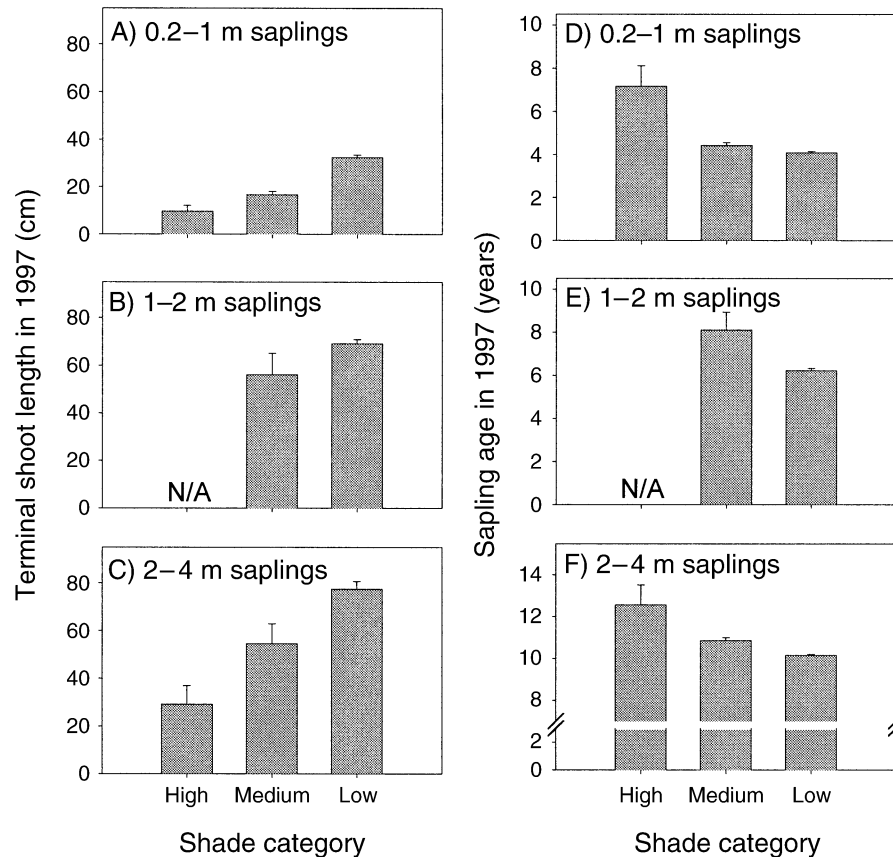 Terminal shoot length in 1997 (cm)
A) 0.2–1 m saplings
80
60
40
20
0
B) 1–2 m saplings
80
60
40
20
0
N/A
C) 2–4 m saplings
80
60
40
20
0
High Medium Low
Shade category
Sapling age in 1997 (years)
D) 0.2–1 m saplings
10
8
6
4
2
0
E) 1–2 m saplings
10
8
6
4
2
0
N/A
F) 2–4 m saplings
14
12
10
8
2
0
High Medium Low
Shade category